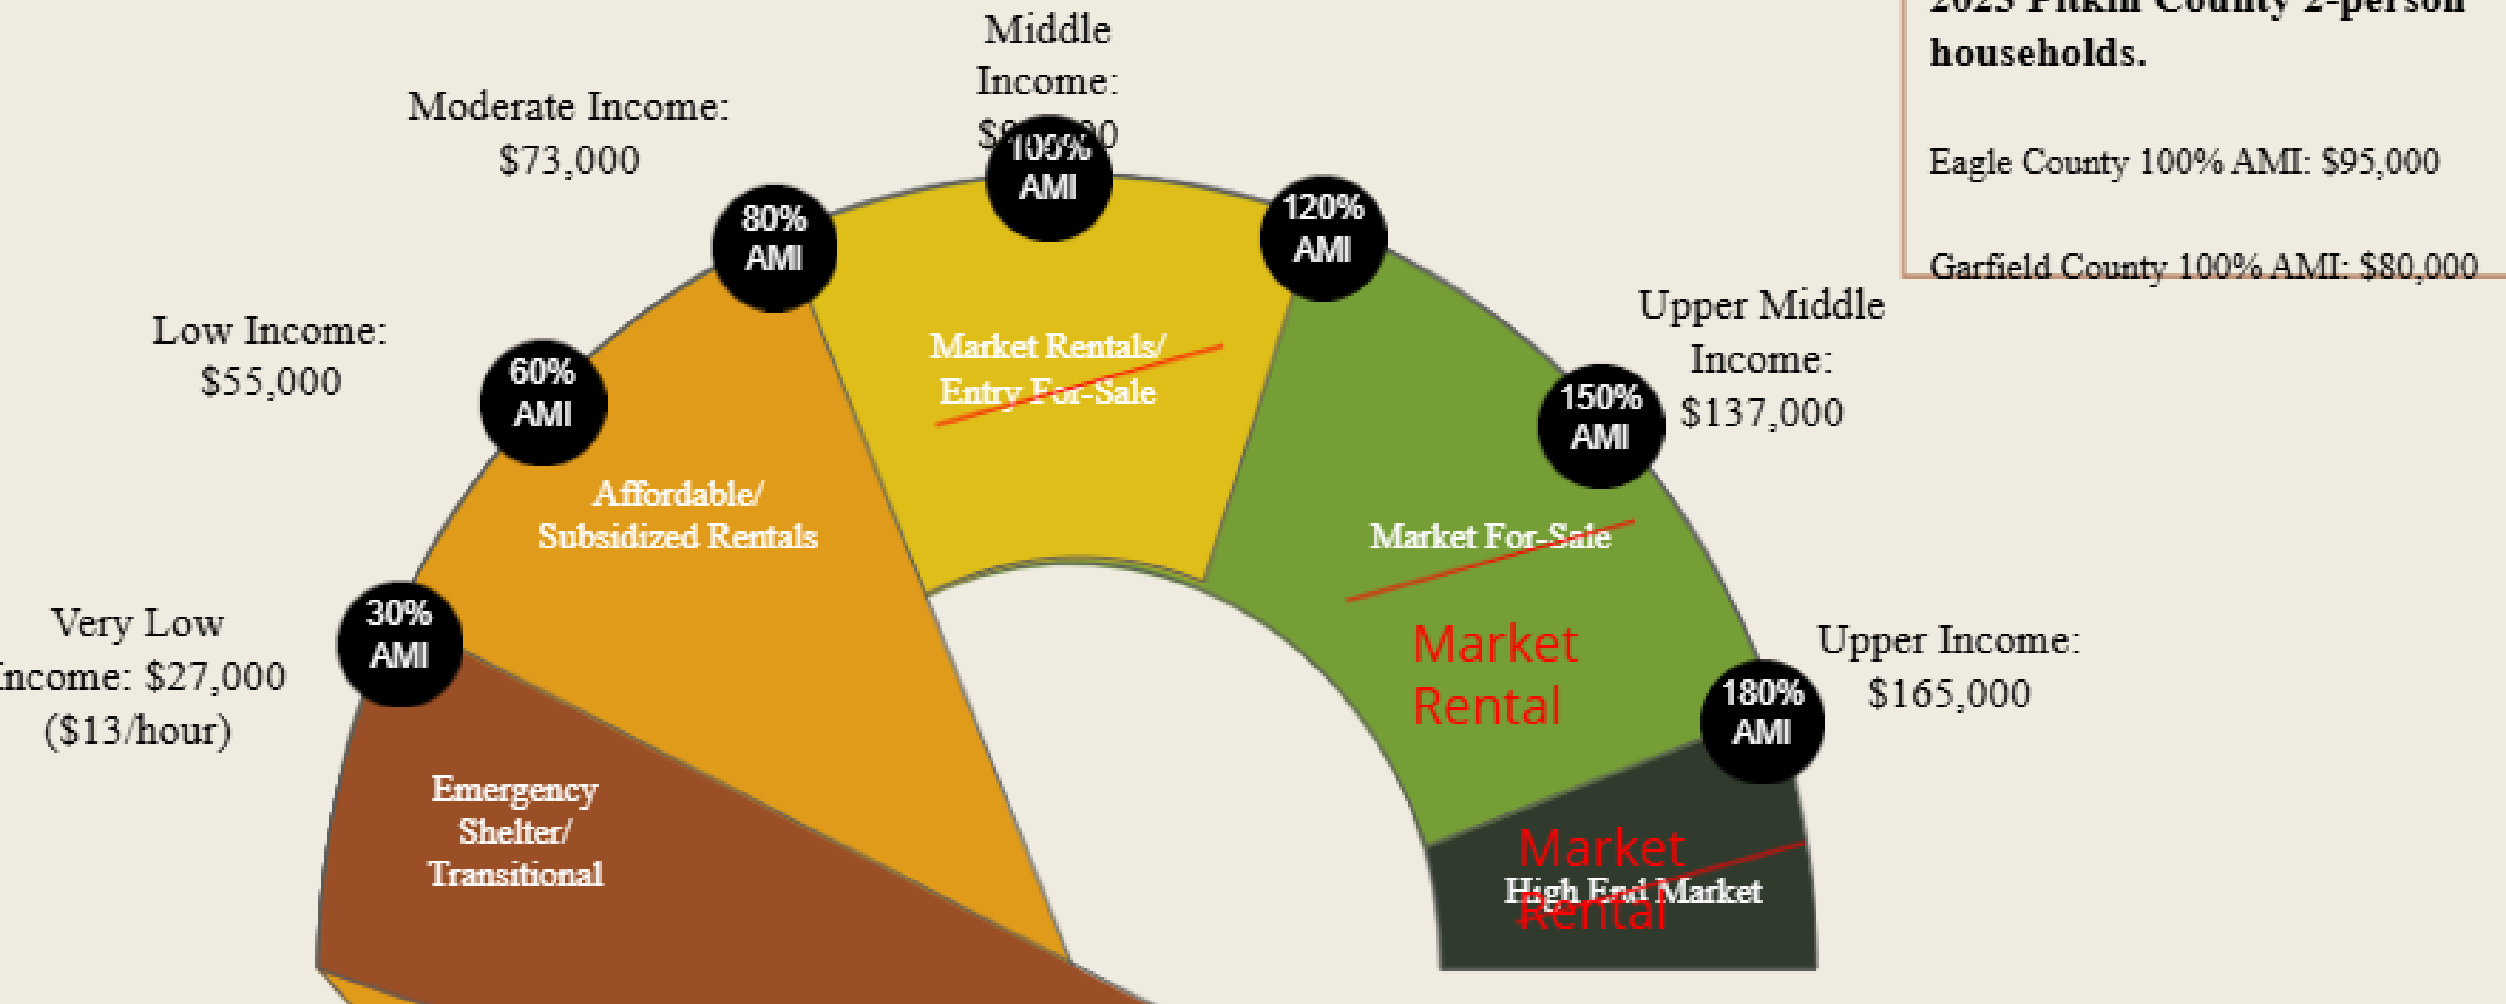 2023 Pitkin County 2-person
households.
Eagle County 100% AMI: $95,000
Garfield County 100% AMI: $80,000
Middle
Income:
100%
AMI
Moderate Income:
$73,000
80%
AMI
120%
AMI
Low Income:
$55,000
60%
AMI
Upper Middle
Income:
$137,000
150%
AMI
Market Rentals/
Entry For-Sale
Affordable/
Subsidized Rentals
Market For-Sale
Market
Rental
Very Low
Income: $27,000
($13/hour)
30%
AMI
Upper Income:
$165,000
180%
AMI
Emergency
Shelter/
Transitional
Market
High End Market
Rental